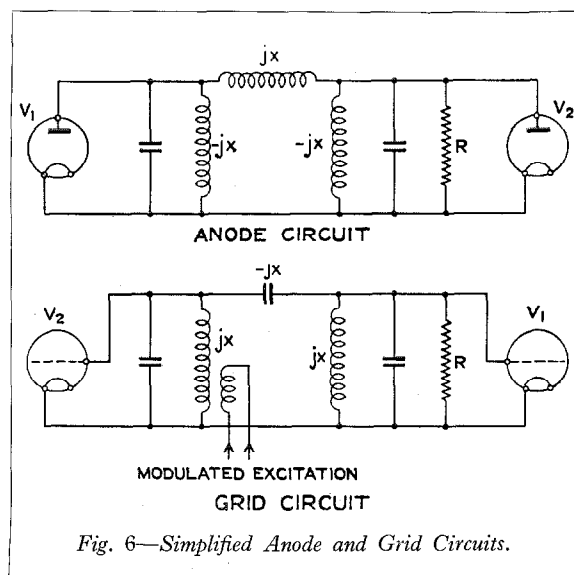 jx
V1
-jx
-jx
R
V2
ANODE CIRCUIT
-jx
V2
jx
jx
R
V1
MODULATED EXCITATION
GRID CIRCUIT
Fig. 6—Simplified Anode and Grid Circuits.